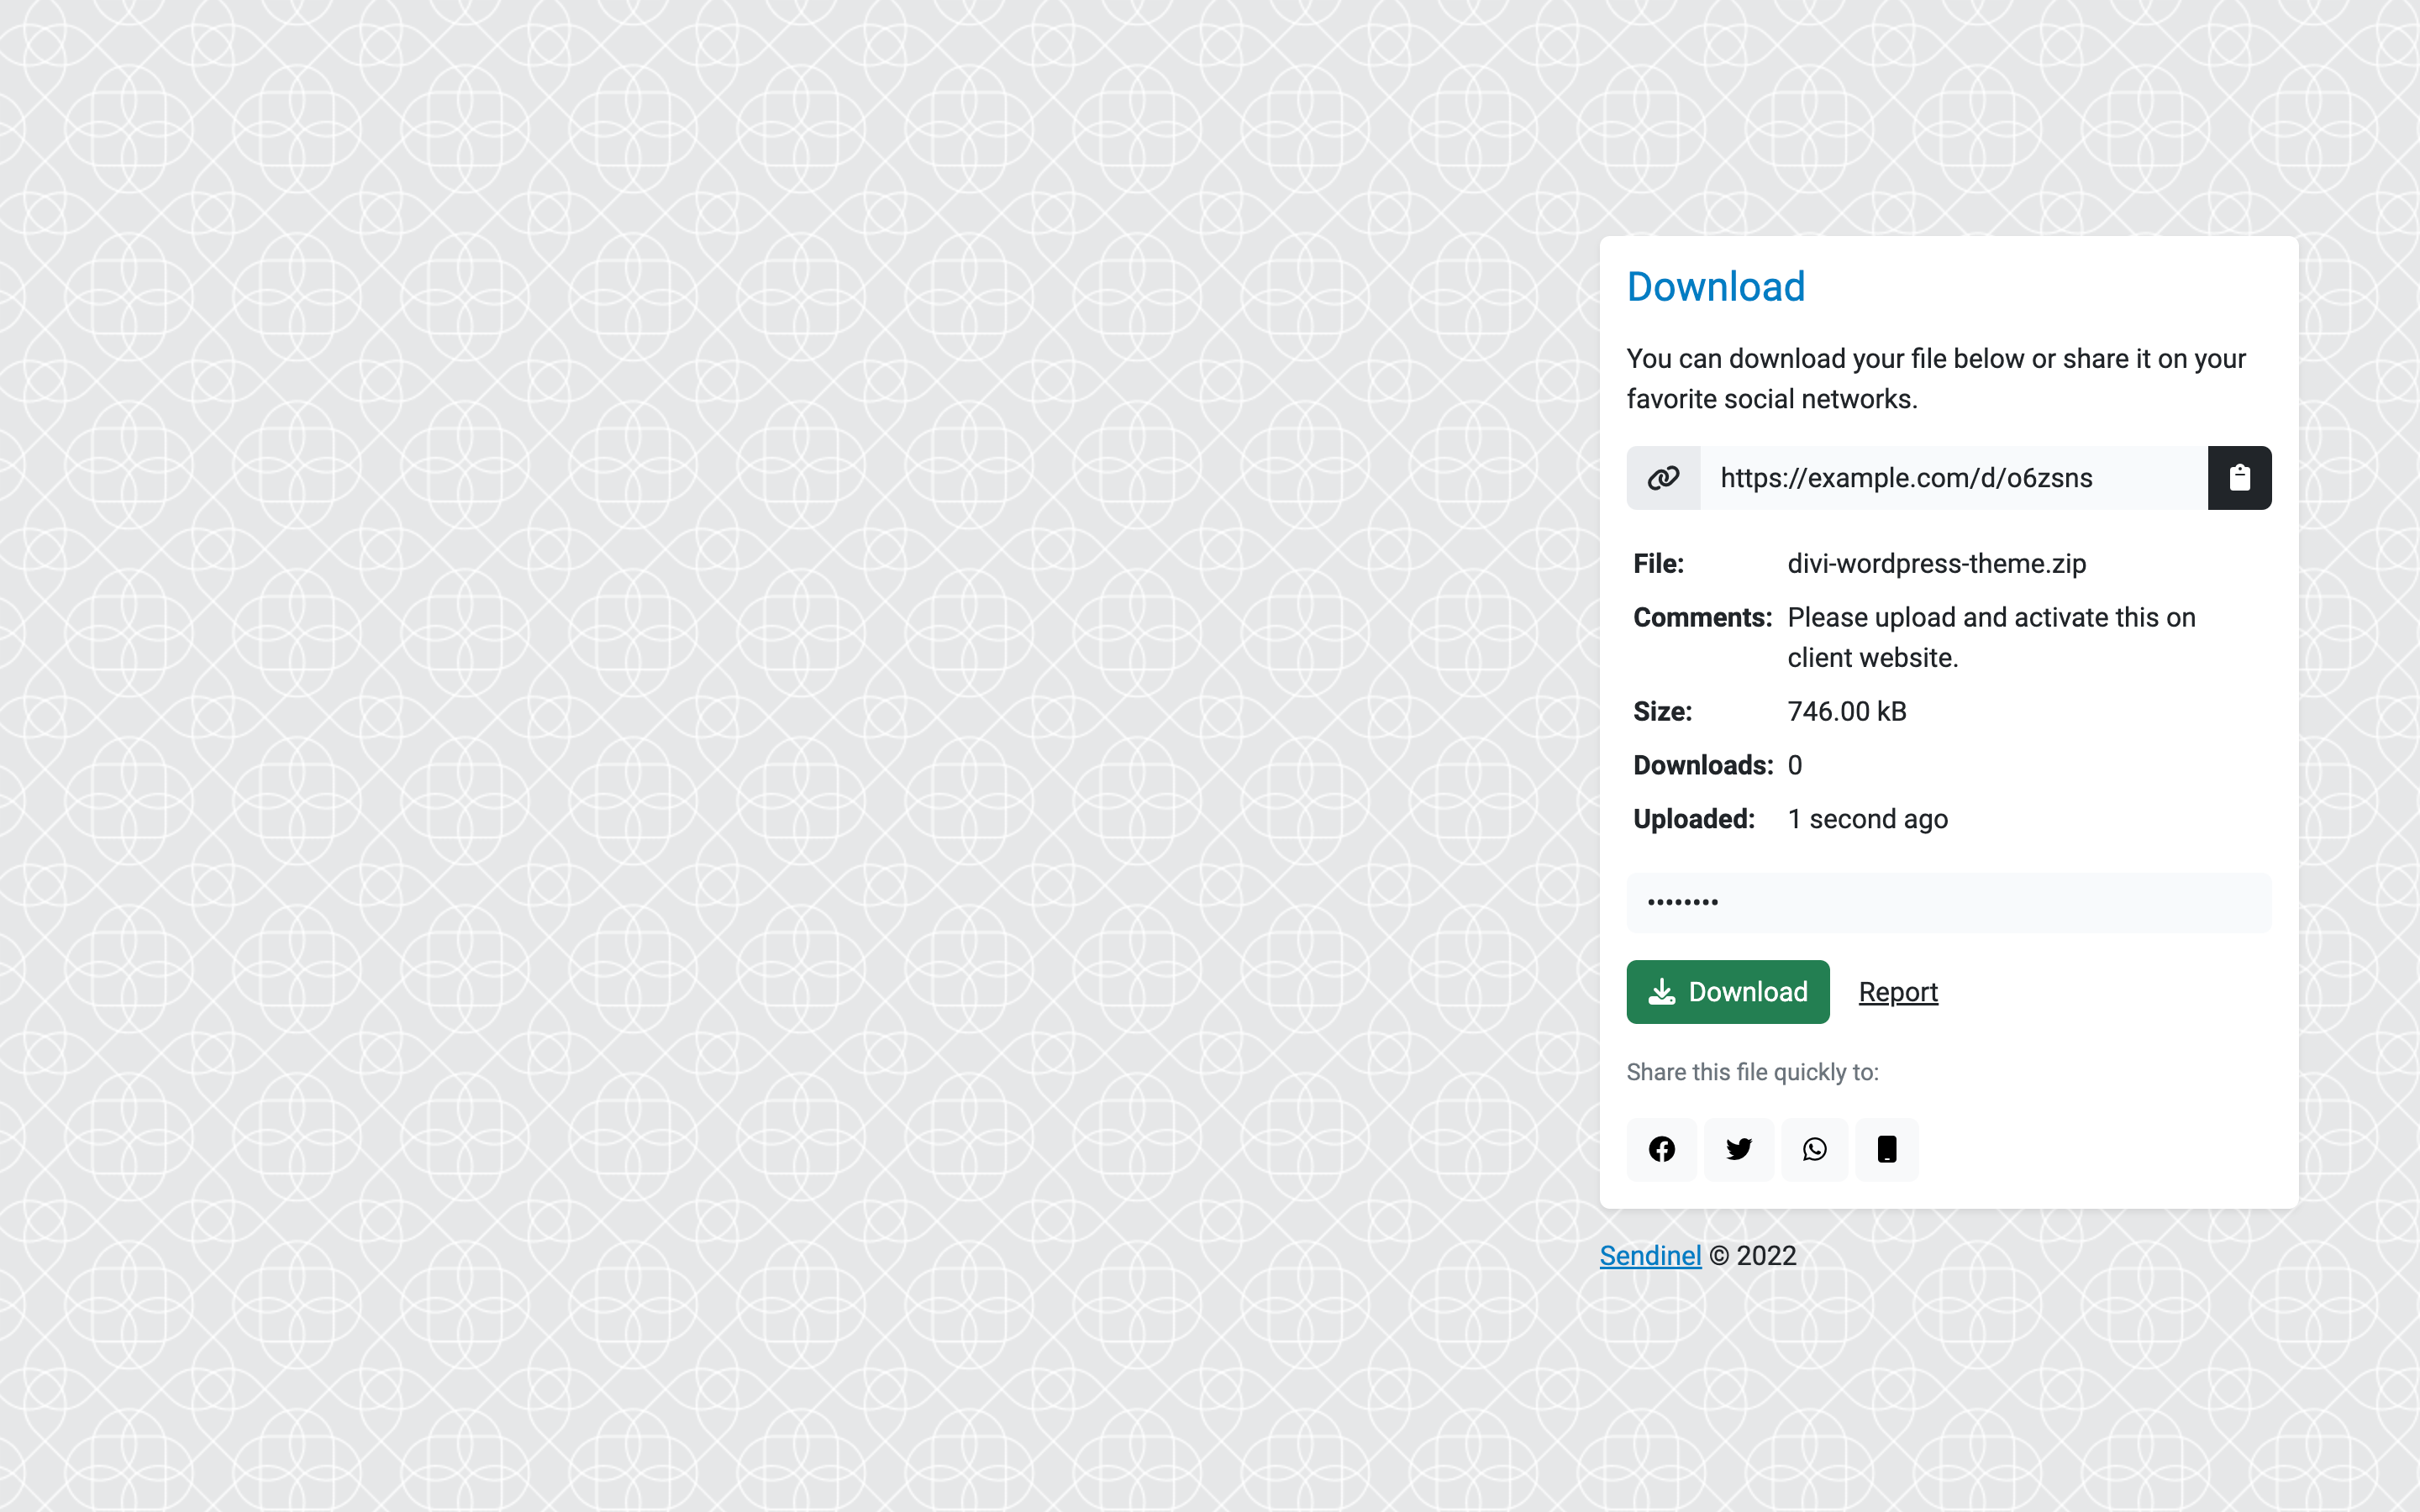 Download
You can download your file below or share it on your
favorite social networks.
https://example.com/d/o6zsns
File: divi-wordpress-theme.zip
Comments: Please upload and activate this on
client website.
Size: 746.00 kB
Downloads: 0
Uploaded: 1 second ago
••••••••
Download Report
Share this file quickly to:
Sendinel © 2022